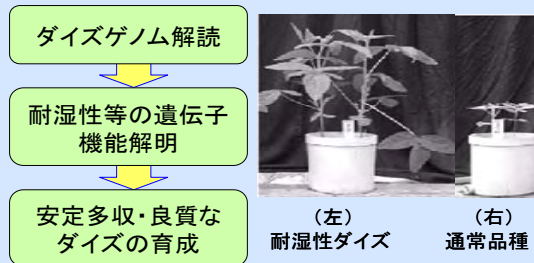 ダイズゲノム解読
耐湿性等の遺伝子
機能解明
安定多収・良質な
ダイズの育成
（左）
耐湿性ダイズ
（右）
通常品種